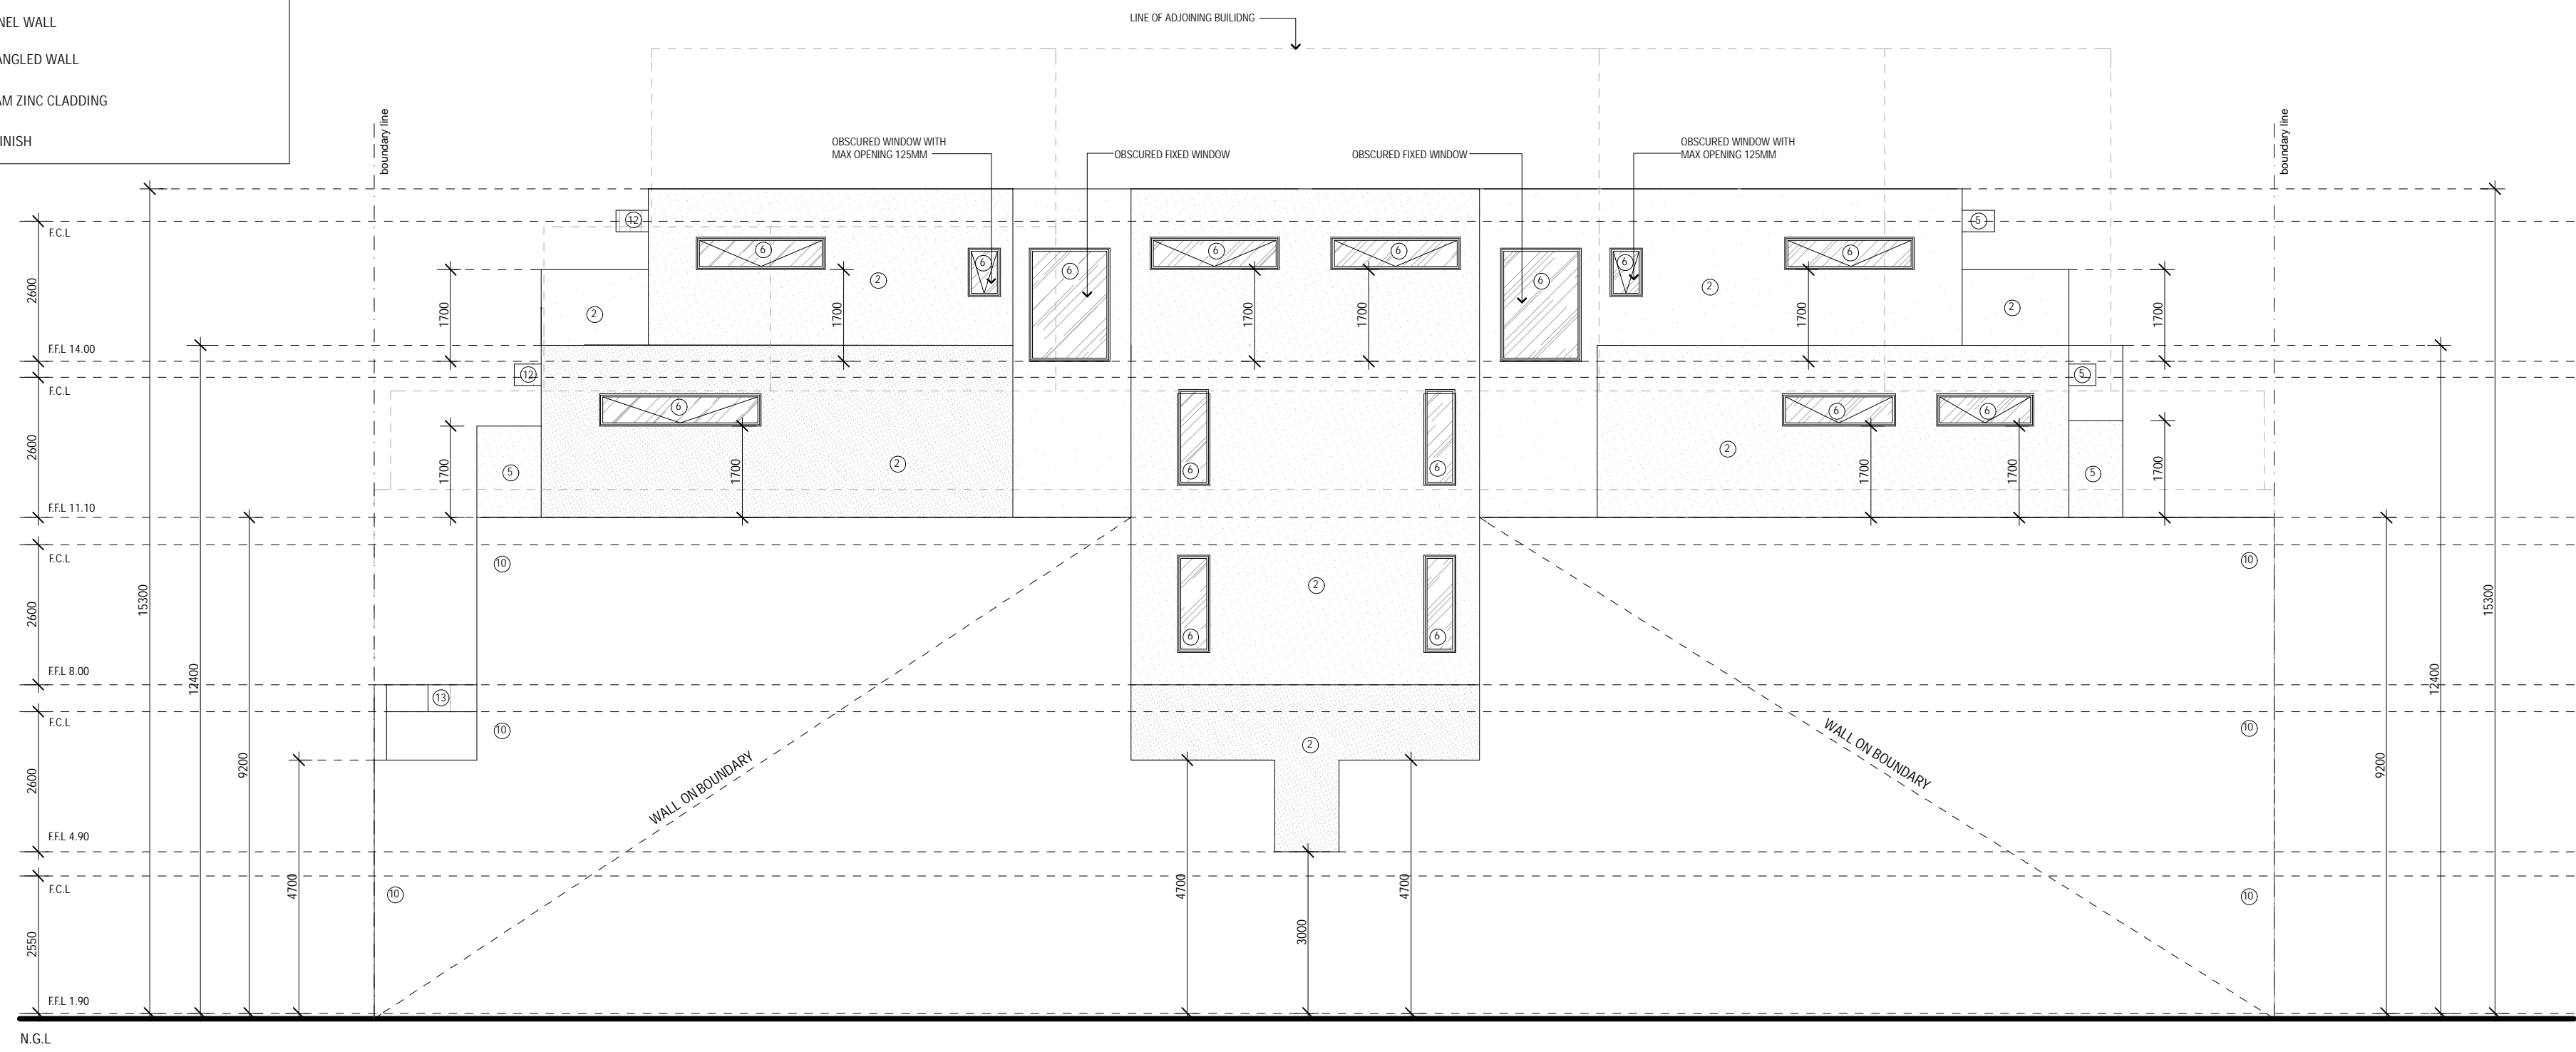 NEL WALL
ANGLED WALL
AM ZINC CLADDING
INISH
LINE OF ADJOINING BUILIDNG
boundary line
boundary line
OBSCURED WINDOW WITH
MAX OPENING 125MM
OBSCURED FIXED WINDOW
OBSCURED FIXED WINDOW
OBSCURED WINDOW WITH
MAX OPENING 125MM
12
5
F.C.L
6
6
6
6
6
6
6
6
2
2
2600
1700
2
1700
1700
1700
1700
2
1700
F.F.L 14.00
12
5
F.C.L
6
6
6
2600
1700
5
1700
2
6
6
2
1700
1700
5
1700
F.F.L 11.10
F.C.L
10
10
2600
15300
2
15300
6
6
F.F.L 8.00
12400
13
12400
F.C.L
10
10
2
WALL ON BOUNDARY
WALL ON BOUNDARY
2600
9200
9200
F.F.L 4.90
F.C.L
4700
10
4700
4700
10
2550
3000
F.F.L 1.90
N.G.L